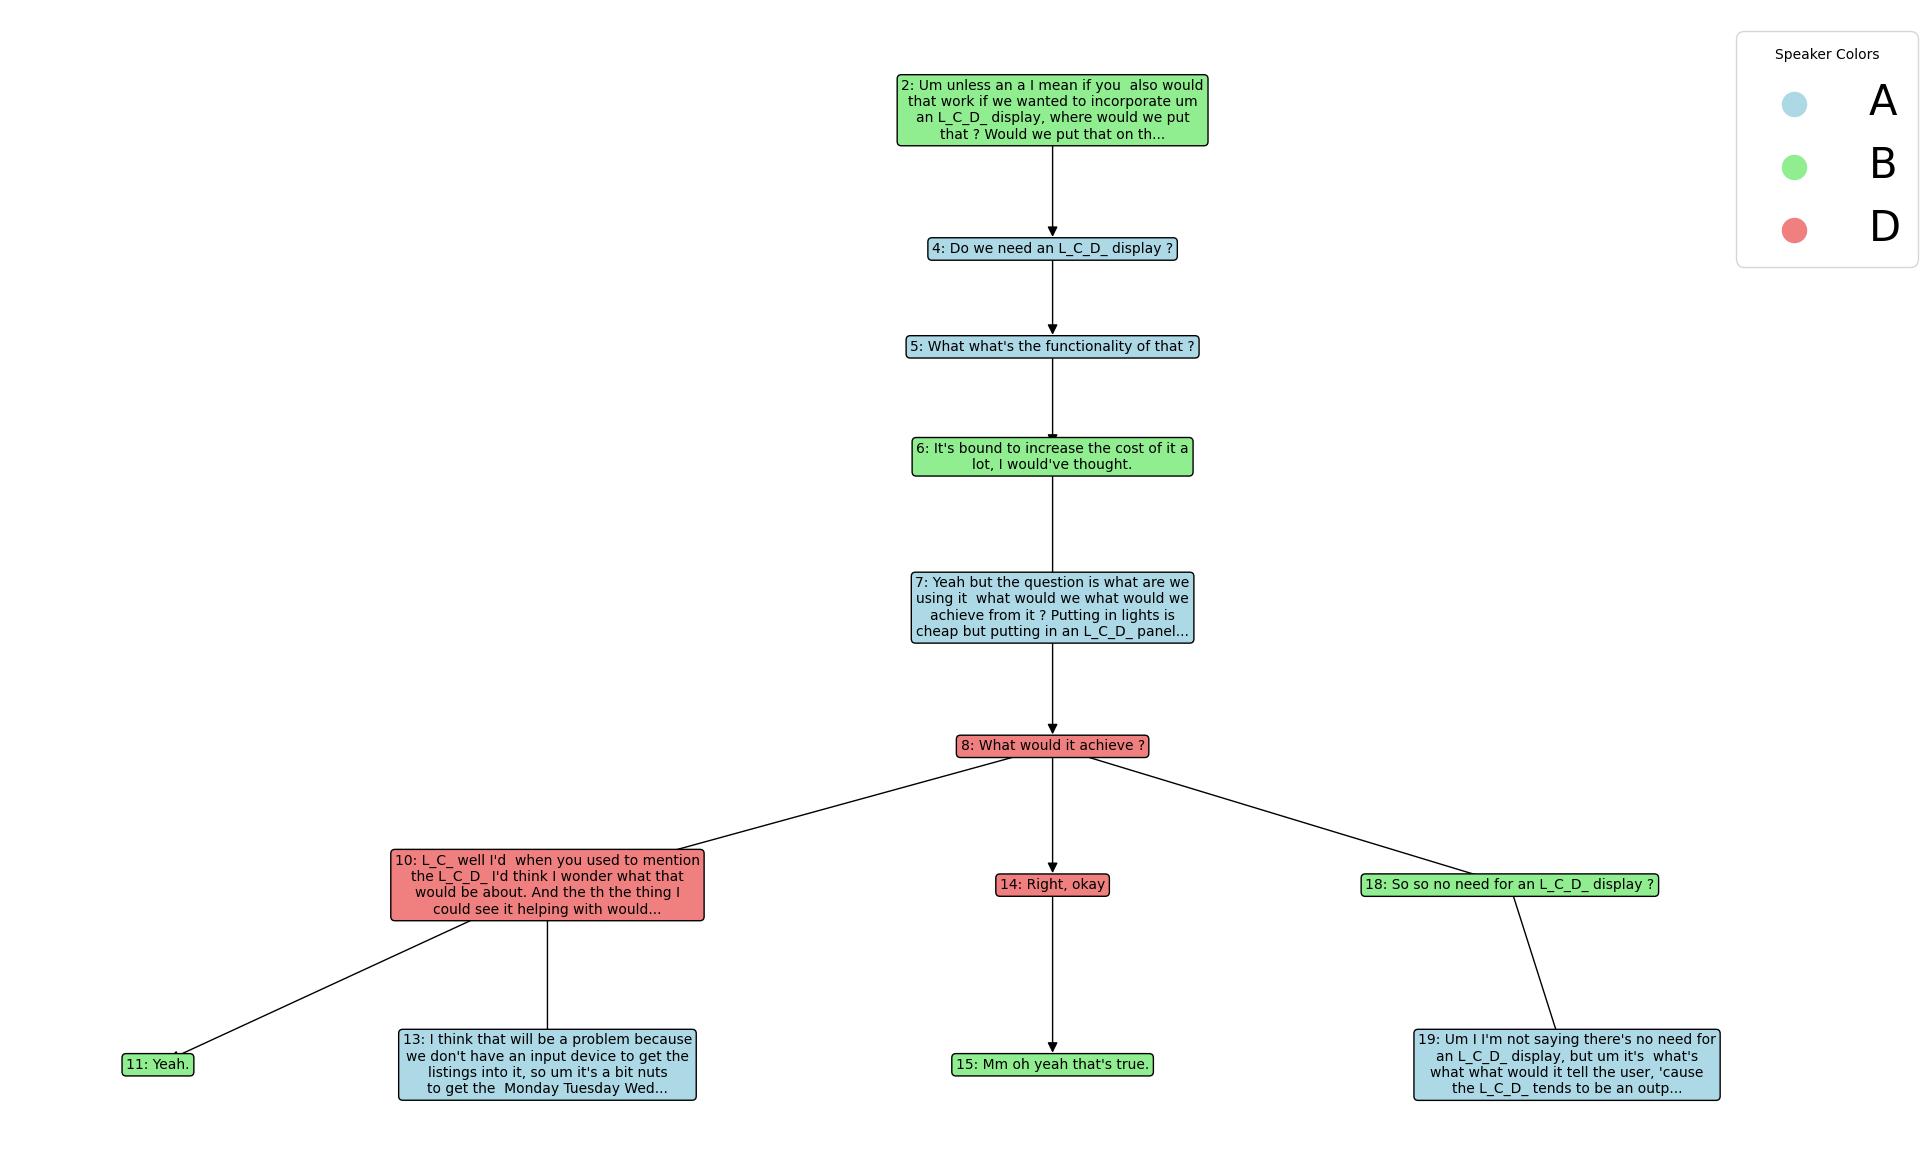 Speaker Colors
A
B
D
2: Um unless an a I mean if you  also would
that work if we wanted to incorporate um
an L_C_D_ display, where would we put
that ? Would we put that on th...
4: Do we need an L_C_D_ display ?
5: What what's the functionality of that ?
6: It's bound to increase the cost of it a
lot, I would've thought.
7: Yeah but the question is what are we
using it  what would we what would we
achieve from it ? Putting in lights is
cheap but putting in an L_C_D_ panel...
8: What would it achieve ?
10: L_C_ well I'd  when you used to mention
the L_C_D_ I'd think I wonder what that
would be about. And the th the thing I
could see it helping with would...
14: Right, okay
18: So so no need for an L_C_D_ display ?
11: Yeah.
13: I think that will be a problem because
we don't have an input device to get the
listings into it, so um it's a bit nuts
to get the  Monday Tuesday Wed...
15: Mm oh yeah that's true.
19: Um I I'm not saying there's no need for
an L_C_D_ display, but um it's  what's
what what would it tell the user, 'cause
the L_C_D_ tends to be an outp...